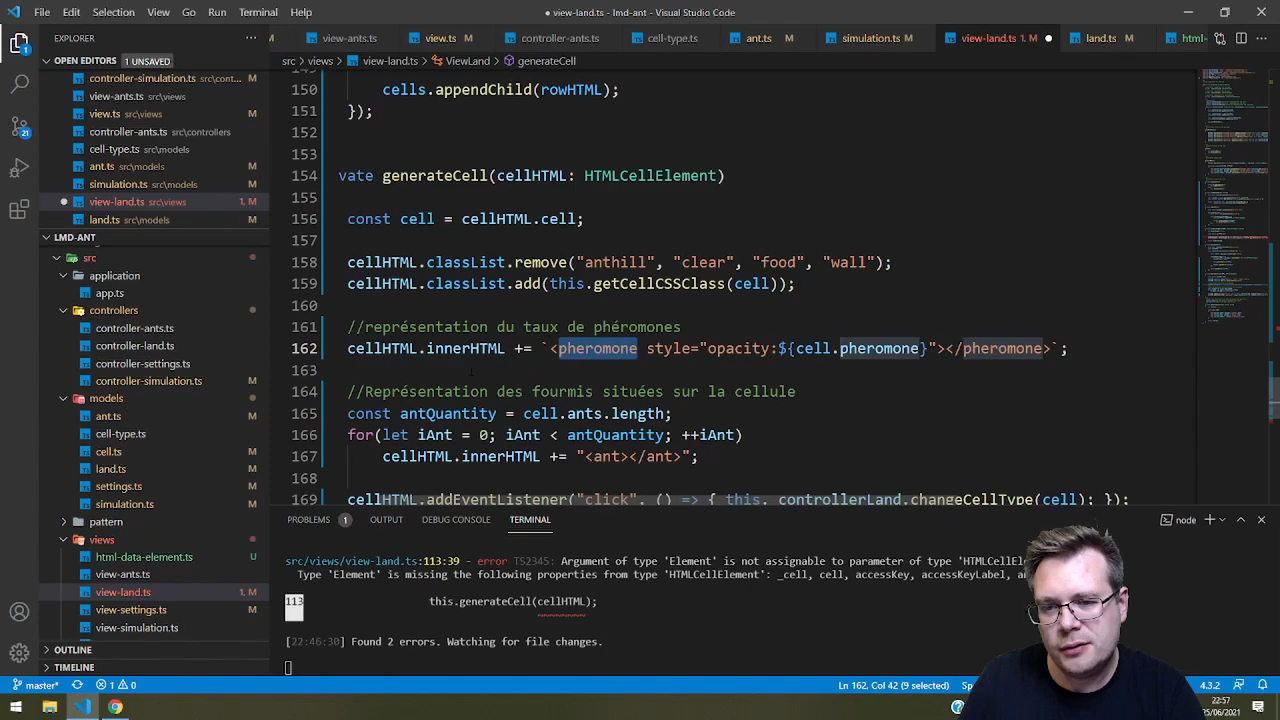 File Edit Selection View Go Run Terminal Help
● view-land.ts - lmd-ant - Visual Studio Code
EXPLORER
view-ants.ts view.ts M controller-ants.ts cell-type.ts ant.ts M simulation.ts M view-land.ts 1, M land.ts M html-
OPEN EDITORS 1 UNSAVED
controller-simulation.ts src\cont... M
view-ants.ts src\views
view.ts src\views M
controller-ants.ts src\controllers
cell-type.ts src\models
ant.ts src\models M
simulation.ts src\models M
view-land.ts src\views 1, M
land.ts src\models M
LMD-ANT
src
application
app.ts
controllers
controller-ants.ts
controller-land.ts
controller-settings.ts
controller-simulation.ts M
models
ant.ts M
cell-type.ts
cell.ts M
land.ts M
settings.ts M
simulation.ts M
pattern
views
html-data-element.ts U
view-ants.ts
view-land.ts 1, M
view-settings.ts
view-simulation.ts
OUTLINE
TIMELINE
src > views > view-land.ts > ViewLand > generateCell
150 cells.appendChild(rowHTML);
151 });
152
153
154 vate generateCell(cellHTML: HTMLCellElement)
155
156 const cell = cellHTML.cell;
157
158 cellHTML.classList.remove("anthill", "clear", "food", "wall");
159
160
161 //représentation du taux de phéromones
162 cellHTML.innerHTML += `<pheromone style="opacity:${cell.pheromone}"></pheromone>`;
163
164 //Représentation des fourmis situées sur la cellule
165 const antQuantity = cell.ants.length;
166 for(let iAnt = 0; iAnt < antQuantity; ++iAnt)
167 cellHTML.innerHTML += "<ant></ant>";
168
169 cellHTML.addEventListener("click", () => { this._controllerLand.changeCellType(cell); });
PROBLEMS 1 OUTPUT DEBUG CONSOLE TERMINAL
node
src/views/view-land.ts:113:39 - error TS2345: Argument of type 'Element' is not assignable to parameter of type 'HTMLCellEl
Type 'Element' is missing the following properties from type 'HTMLCellElement': _cell, cell, accessKey, accessKeyLabel, a
113 this.generateCell(cellHTML);
[22:46:30] Found 2 errors. Watching for file changes.
master* 1 0
Ln 162, Col 42 (9 selected) Sp 4.3.2
22:57
25/06/2021